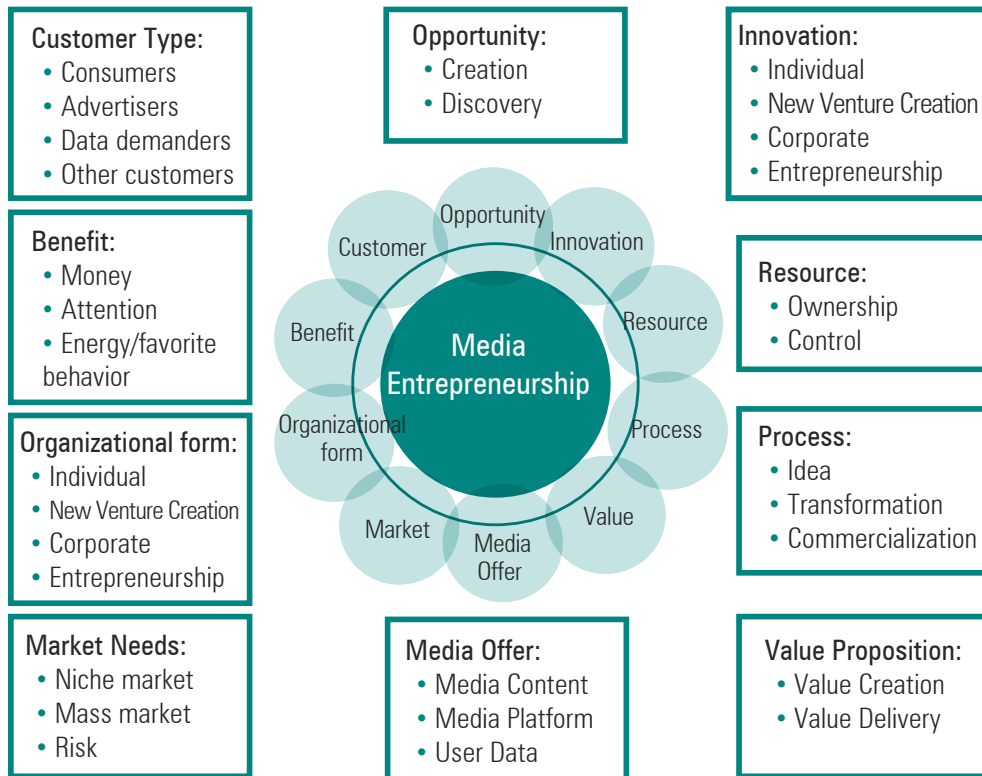 Customer Type:
• Consumers
• Advertisers
• Data demanders
• Other customers
Opportunity:
• Creation
• Discovery
Innovation:
• Individual
• New Venture Creation
• Corporate
• Entrepreneurship
Benefit:
• Money
• Attention
• Energy/favorite
behavior
Resource:
• Ownership
• Control
Organizational form:
• Individual
• New Venture Creation
• Corporate
• Entrepreneurship
Process:
• Idea
• Transformation
• Commercialization
Market Needs:
• Niche market
• Mass market
• Risk
Media Offer:
• Media Content
• Media Platform
• User Data
Value Proposition:
• Value Creation
• Value Delivery
Media
Entrepreneurship
Opportunity
Innovation
Resource
Process
Value
Media
Offer
Market
Organizational
form
Benefit
Customer